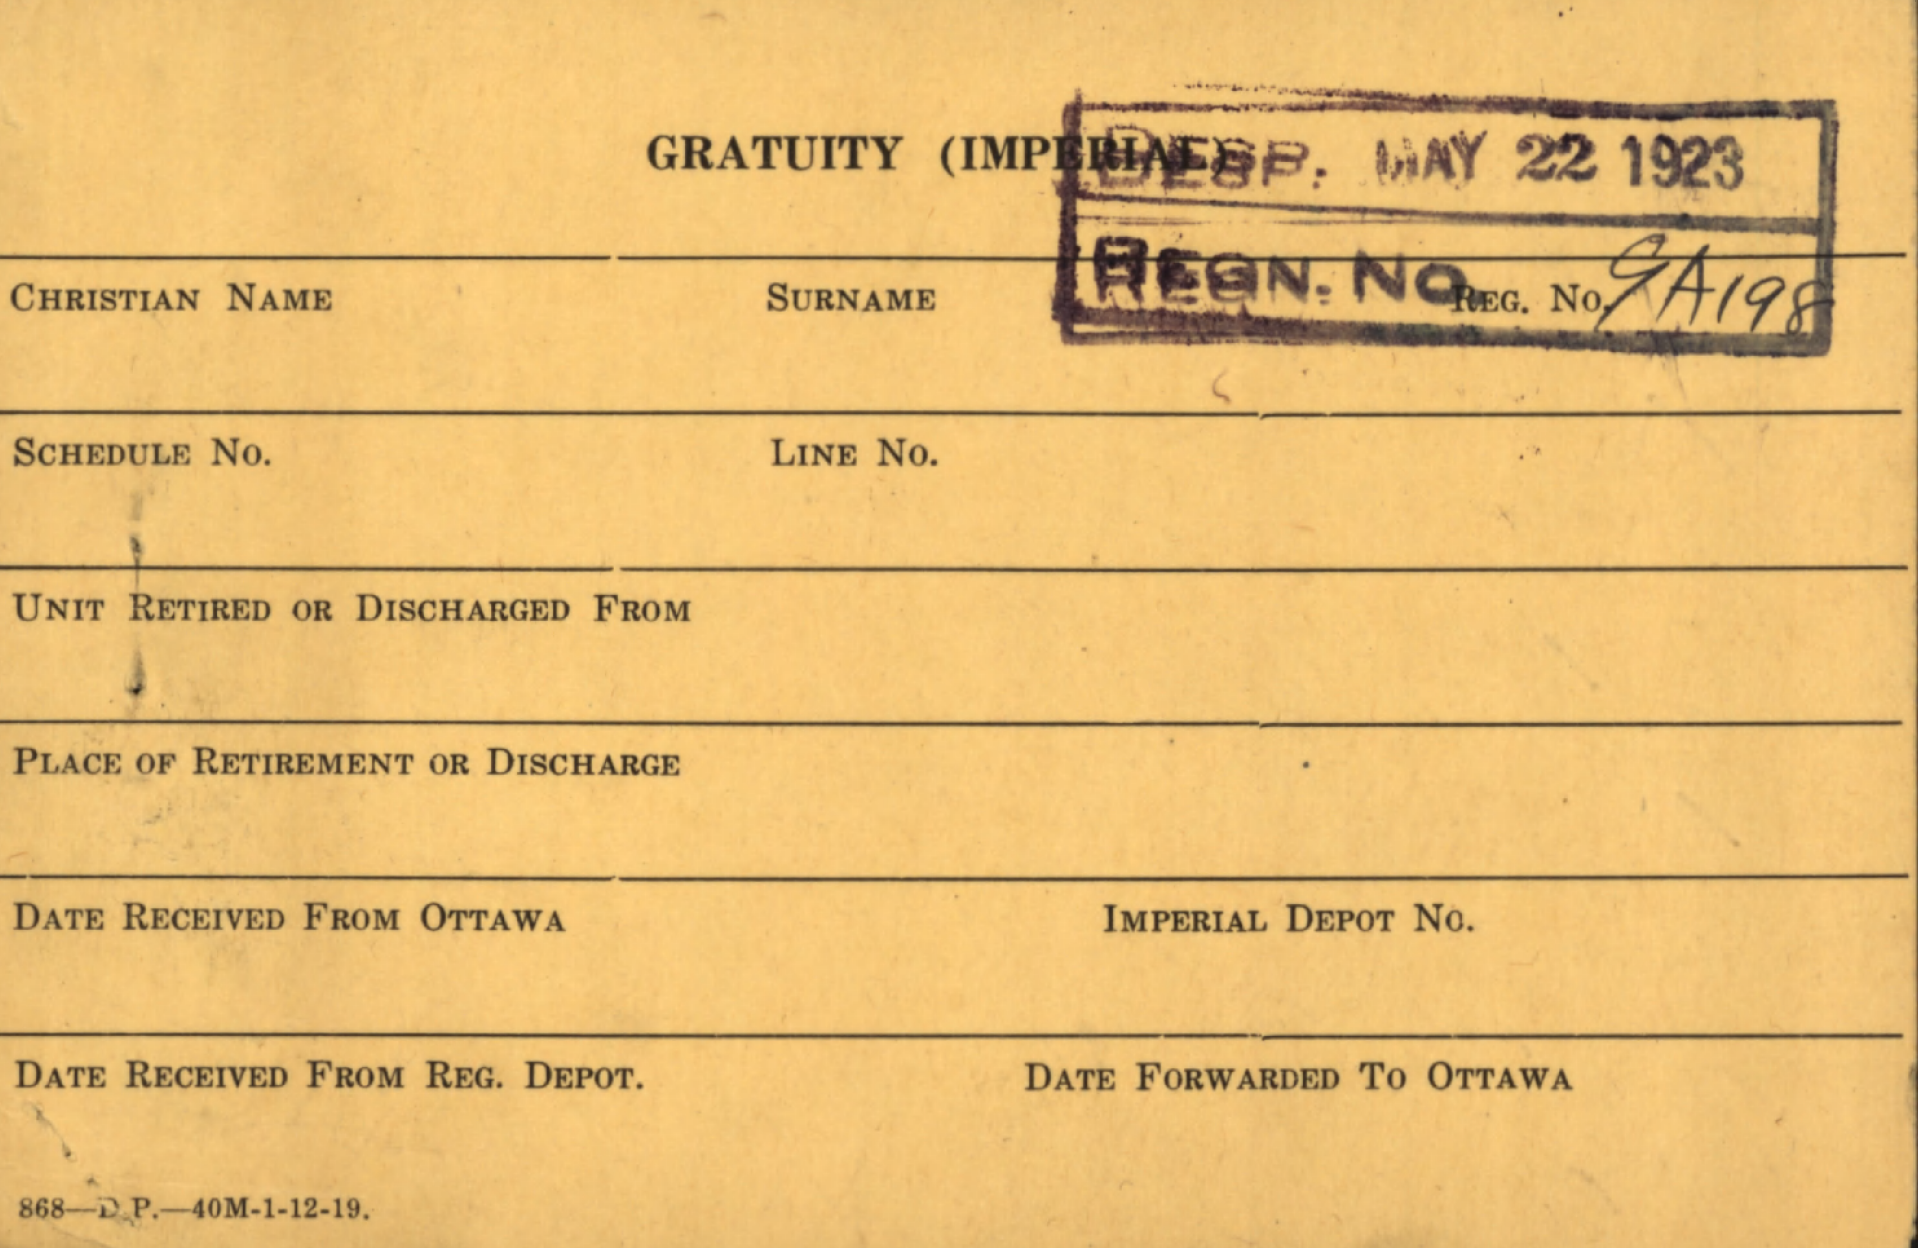 GRATUITY (IMPERIAL)
DESP. MAY 22 1923
REGN. NO. 9A198
CHRISTIAN NAME SURNAME REG. NO.
SCHEDULE NO. LINE NO.
UNIT RETIRED OR DISCHARGED FROM
PLACE OF RETIREMENT OR DISCHARGE
DATE RECEIVED FROM OTTAWA IMPERIAL DEPOT NO.
DATE RECEIVED FROM REG. DEPOT. DATE FORWARDED TO OTTAWA
868—D.P.—40M-1-12-19.